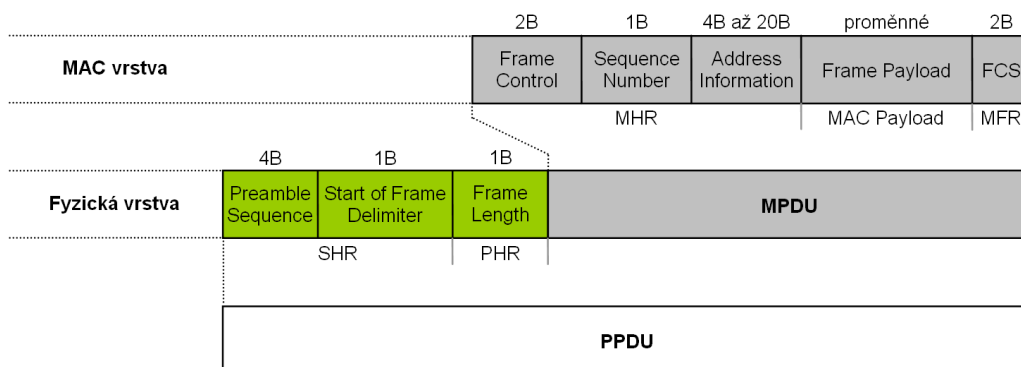 2B 1B 4B až 20B proměnné 2B
MAC vrstva
Frame Control
Sequence Number
Address Information
Frame Payload
FCS
MHR MAC Payload MFR
4B 1B 1B
Fyzická vrstva
Preamble Sequence
Start of Frame Delimiter
Frame Length
MPDU
SHR PHR
PPDU